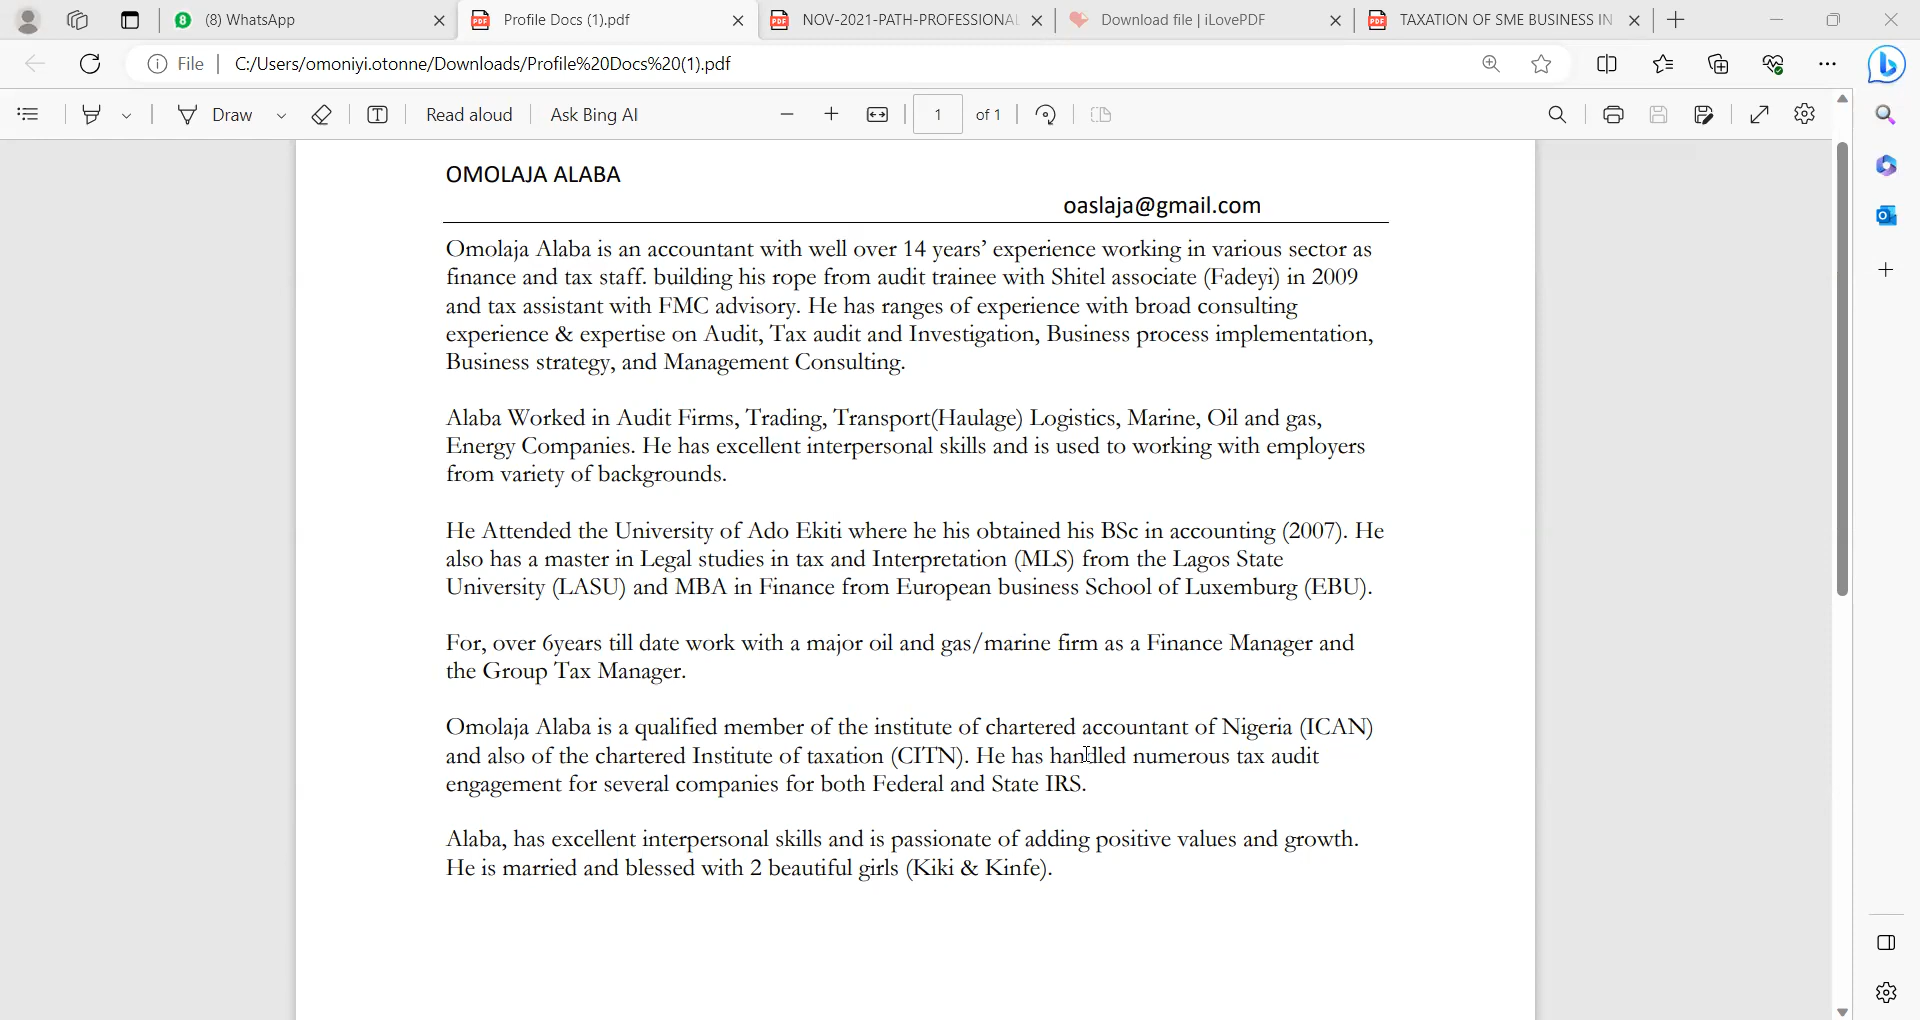 (8) WhatsApp
Profile Docs (1).pdf
NOV-2021-PATH-PROFESSIONAL
Download file | iLovePDF
TAXATION OF SME BUSINESS IN
File
C:/Users/omoniyi.otonne/Downloads/Profile%20Docs%20(1).pdf
Draw
Read aloud
Ask Bing AI
1
of 1
OMOLAJA ALABA
oaslaja@gmail.com
Omolaja Alaba is an accountant with well over 14 years’ experience working in various sector as
finance and tax staff. building his rope from audit trainee with Shitel associate (Fadeyi) in 2009
and tax assistant with FMC advisory. He has ranges of experience with broad consulting
experience & expertise on Audit, Tax audit and Investigation, Business process implementation,
Business strategy, and Management Consulting.
Alaba Worked in Audit Firms, Trading, Transport(Haulage) Logistics, Marine, Oil and gas,
Energy Companies. He has excellent interpersonal skills and is used to working with employers
from variety of backgrounds.
He Attended the University of Ado Ekiti where he his obtained his BSc in accounting (2007). He
also has a master in Legal studies in tax and Interpretation (MLS) from the Lagos State
University (LASU) and MBA in Finance from European business School of Luxemburg (EBU).
For, over 6years till date work with a major oil and gas/marine firm as a Finance Manager and
the Group Tax Manager.
Omolaja Alaba is a qualified member of the institute of chartered accountant of Nigeria (ICAN)
and also of the chartered Institute of taxation (CITN). He has handled numerous tax audit
engagement for several companies for both Federal and State IRS.
Alaba, has excellent interpersonal skills and is passionate of adding positive values and growth.
He is married and blessed with 2 beautiful girls (Kiki & Kinfe).